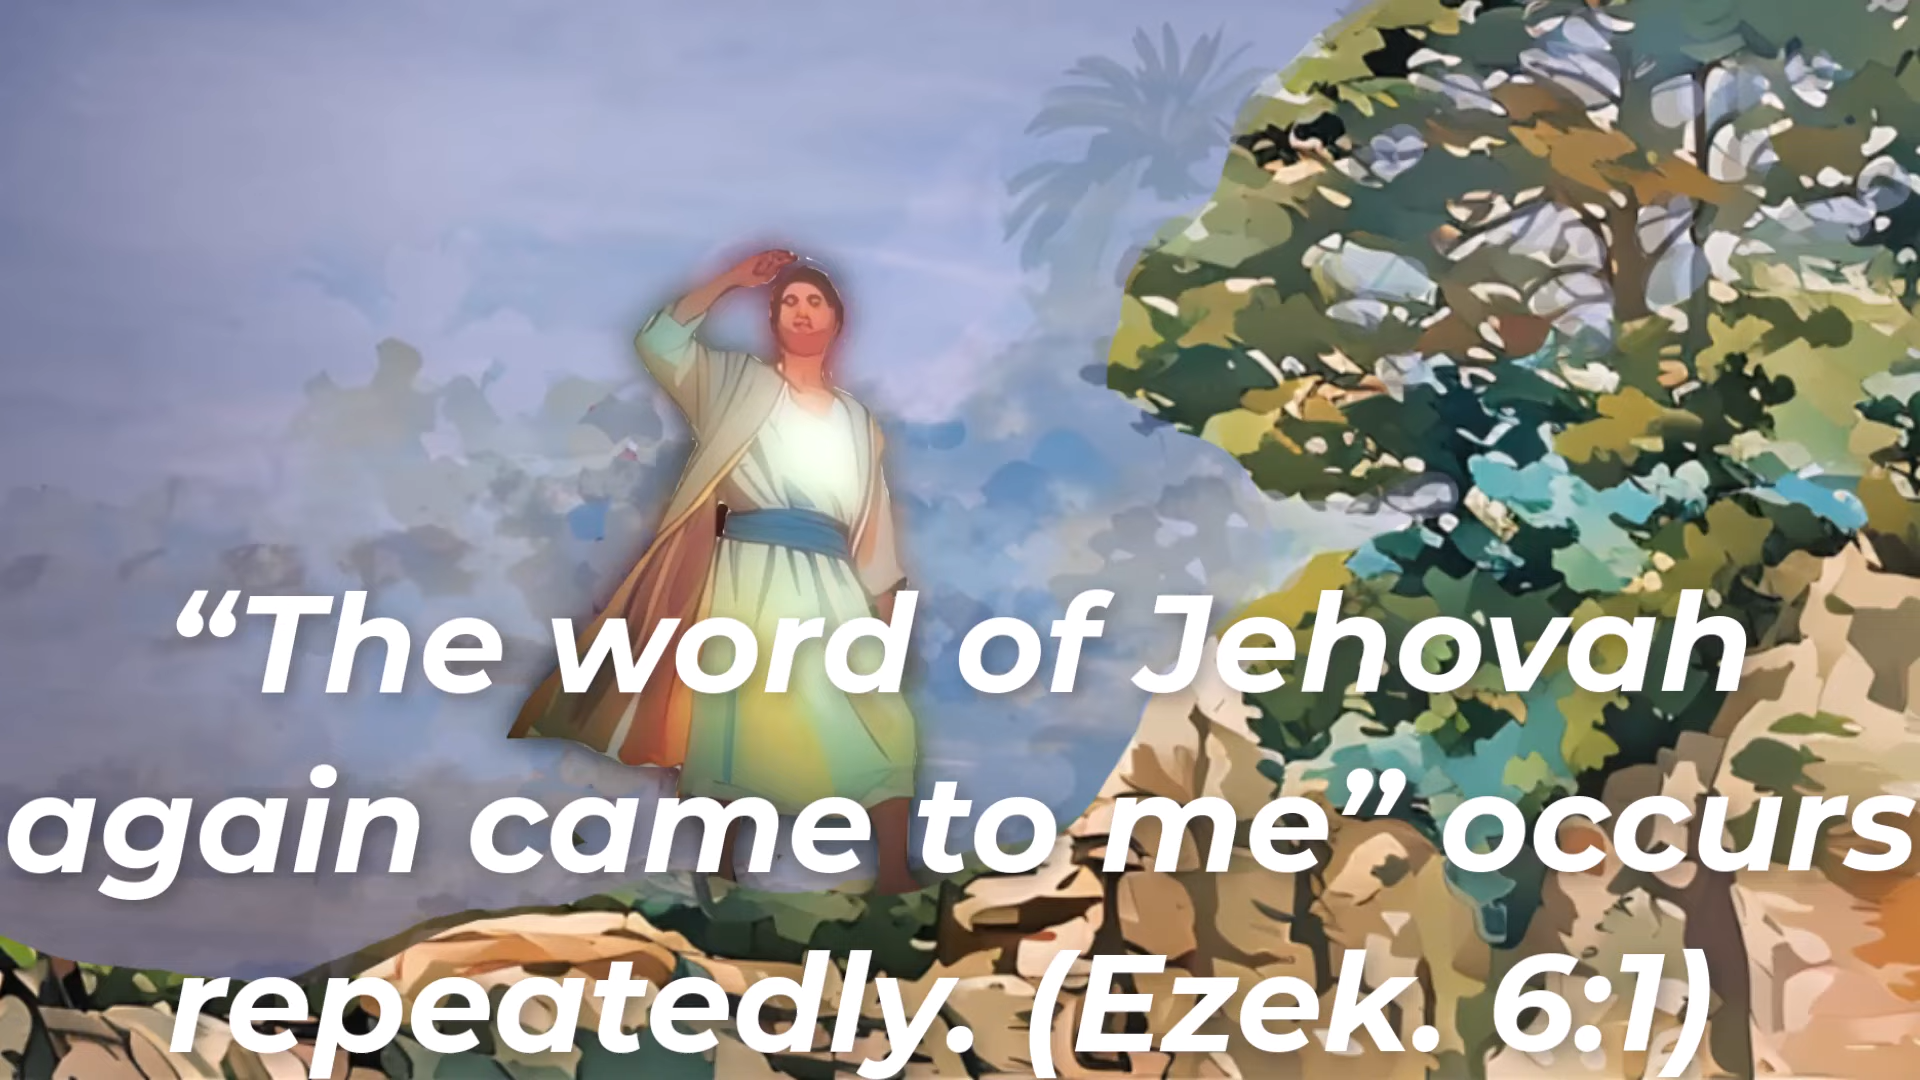 “The word of Jehovah
again came to me” occurs
repeatedly. (Ezek. 6:1)